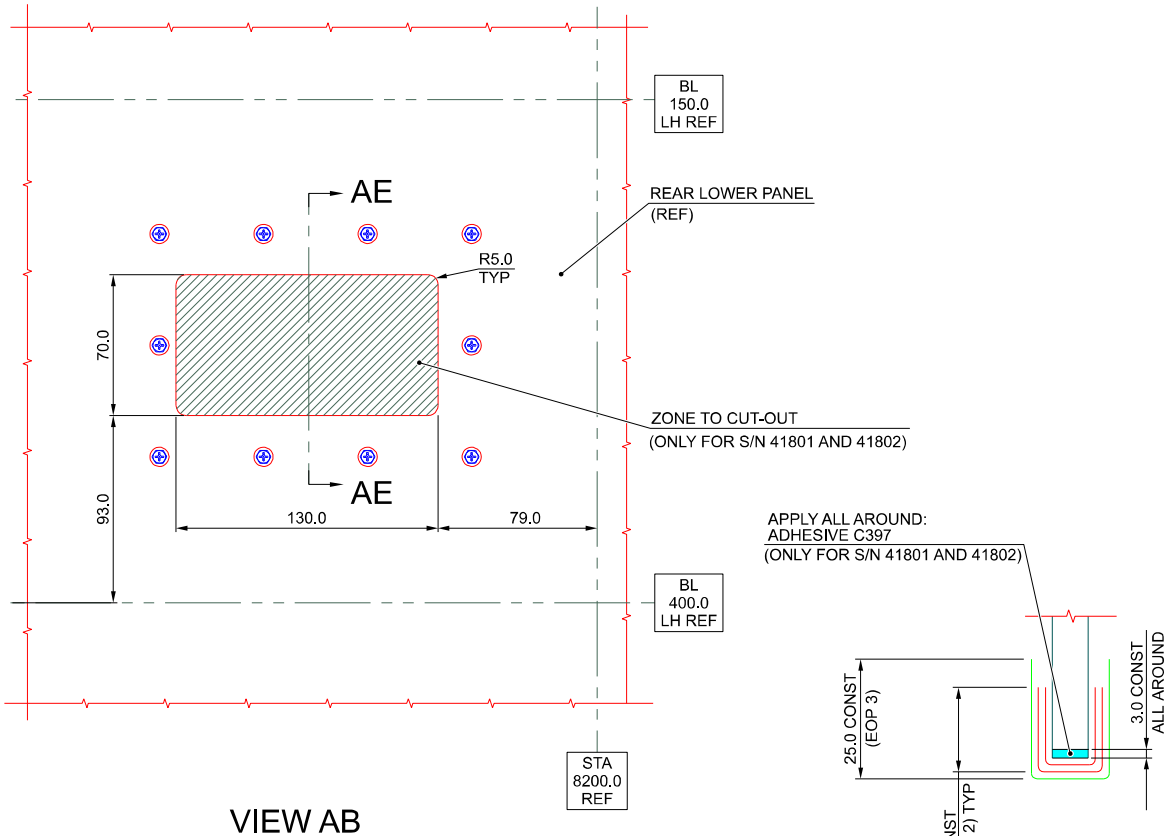 BL
150.0
LH REF
AE
REAR LOWER PANEL
(REF)
R5.0
TYP
70.0
ZONE TO CUT-OUT
(ONLY FOR S/N 41801 AND 41802)
AE
93.0
130.0
79.0
APPLY ALL AROUND:
ADHESIVE C397
(ONLY FOR S/N 41801 AND 41802)
BL
400.0
LH REF
25.0 CONST
(EOP 3)
3.0 CONST
ALL AROUND
STA
8200.0
REF
2) TYP
VIEW AB